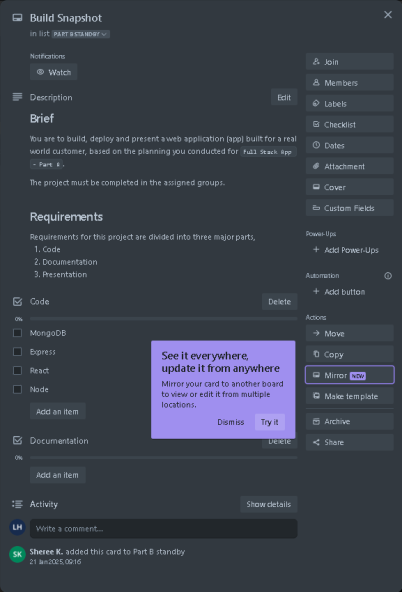 Build Snapshot
in list PART B STANDBY
Notifications
Watch
Description
Edit
Brief
You are to build, deploy and present a web application (app) built for a real
world customer, based on the planning you conducted for Full Stack App
- Part
The project must be completed in the assigned groups.
Requirements
Requirements for this project are divided into three major parts,
1. Code
2. Documentation
3. Presentation
Code
Delete
0%
MongoDB
Express
React
Node
Add an item
Documentation
Delete
0%
Add an item
Activity
Show details
LH
Write a comment...
SK
Sheree K. added this card to Part B standby
21 Jan 2025, 09:16
Join
Members
Labels
Checklist
Dates
Attachment
Cover
Custom Fields
Power-Ups
+ Add Power-Ups
Automation
+ Add button
Actions
Move
Copy
Mirror NEW
Make template
Archive
Share
See it everywhere,
update it from anywhere
Mirror your card to another board
to view or edit it from multiple
locations.
Dismiss
Try it